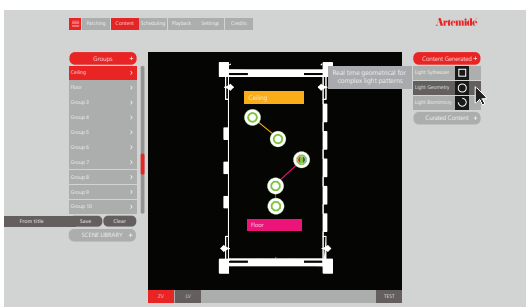 Patching Content Scheduling Playback Settings Credits
Artemide
Groups +
Ceiling
Floor
Group 3
Group 4
Group 5
Group 6
Group 7
Group 8
Group 9
Group 10
From title Save Clear
SCENE LIBRARY +
Ceiling
Floor
2V LV TEST
Real time geometrical for
complex light patterns
Content Generated +
Light Sythesizer
Light Geometry
Light Biometrics
Curated Content +